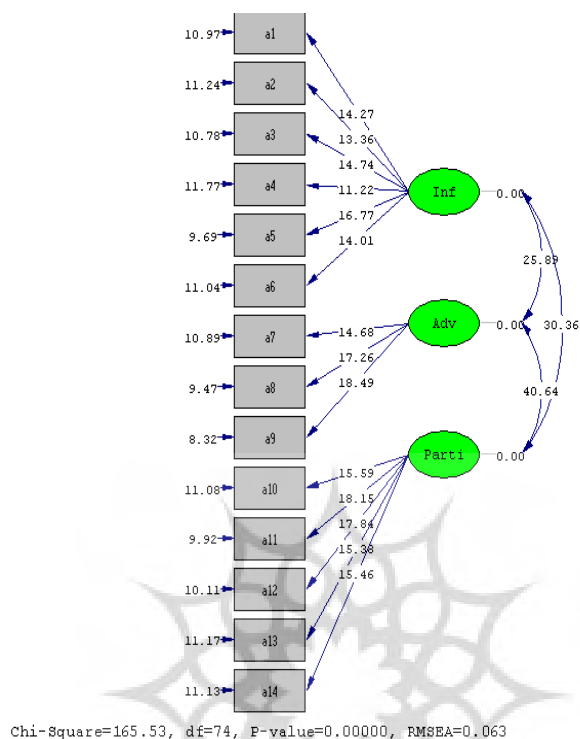 10.97 a1
11.24 a2
14.27
10.78 a3
13.36
14.74
11.77 a4
11.22
Inf 0.00
16.77
9.69 a5
14.01
25.89
11.04 a6
10.89 a7
14.68
Adv 0.00 30.36
17.26
9.47 a8
18.49
40.64
8.32 a9
Parti 0.00
11.08 a10
15.59
18.15
9.92 a11
17.84
15.38
10.11 a12
15.46
11.17 a13
11.13 a14
Chi-Square=165.53, df=74, P-value=0.00000, RMSEA=0.063